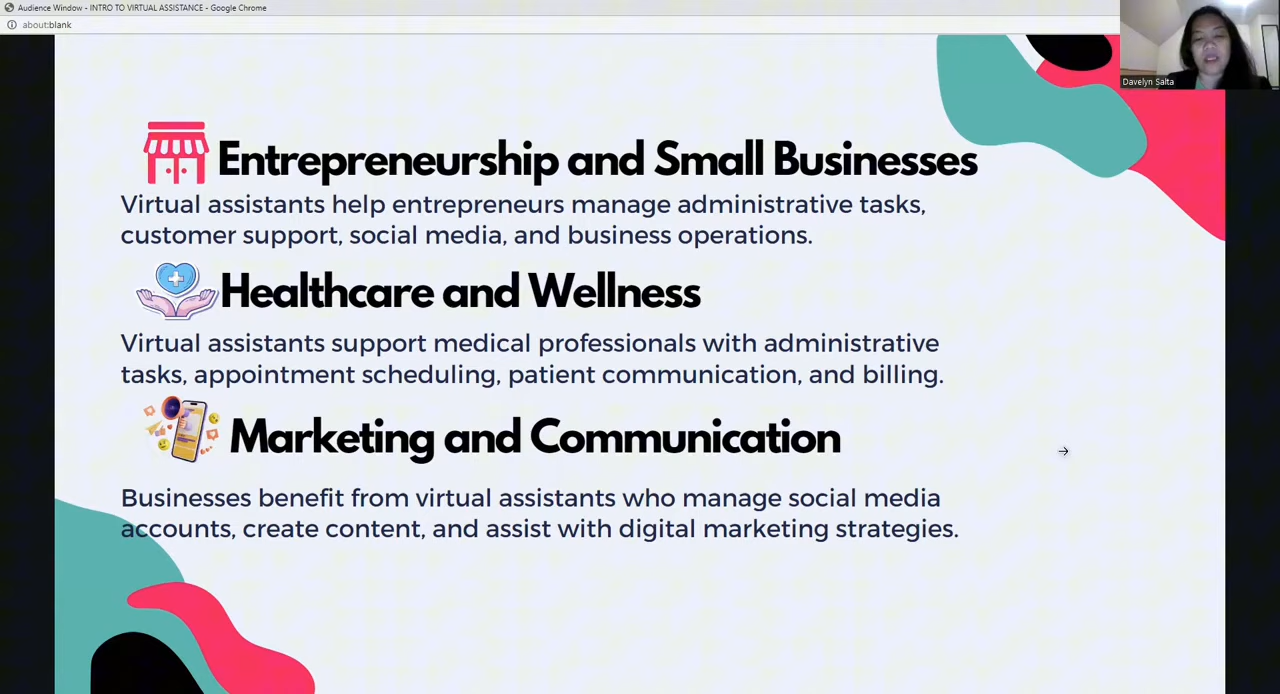 Audience Window - INTRO TO VIRTUAL ASSISTANCE - Google Chrome
about:blank
Davelyn Salta
Entrepreneurship and Small Businesses
Virtual assistants help entrepreneurs manage administrative tasks,
customer support, social media, and business operations.
Healthcare and Wellness
Virtual assistants support medical professionals with administrative
tasks, appointment scheduling, patient communication, and billing.
Marketing and Communication
Businesses benefit from virtual assistants who manage social media
accounts, create content, and assist with digital marketing strategies.